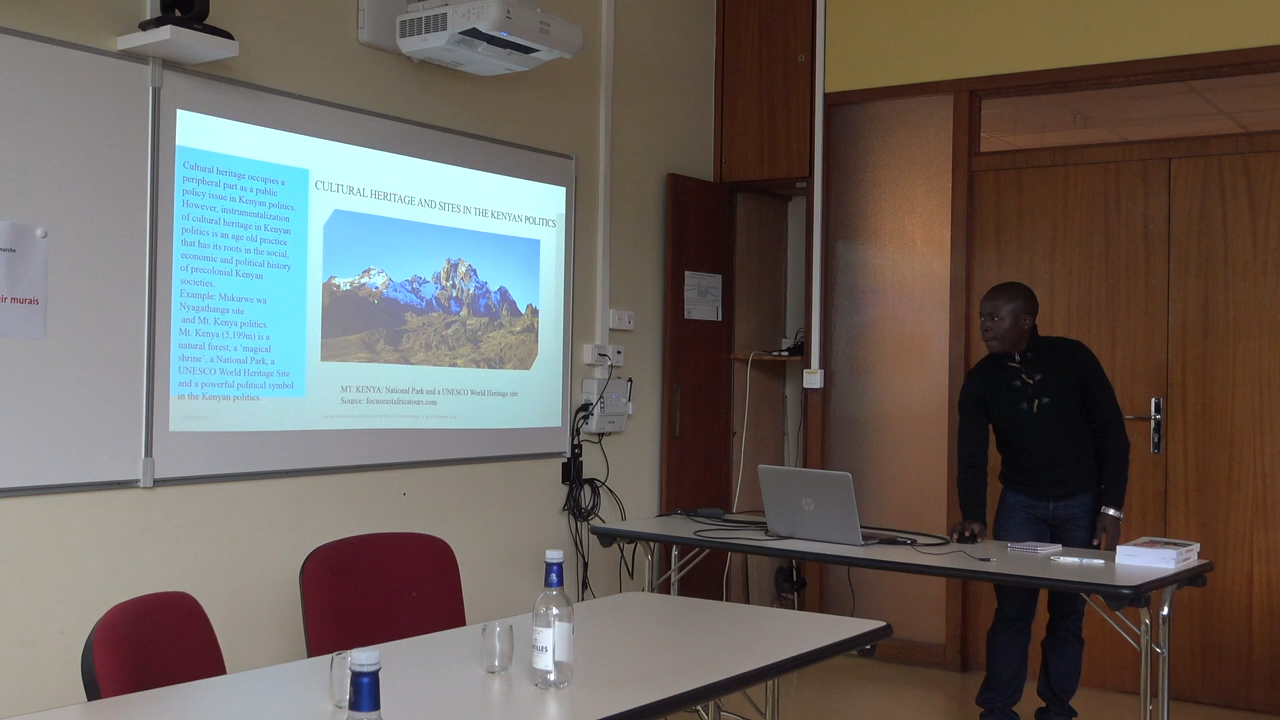 CULTURAL HERITAGE AND SITES IN THE KENYAN POLITICS
Cultural heritage occupies a
peripheral part as a public
policy issue in Kenyan politics.
However, instrumentalization
of cultural heritage in Kenyan
politics is an age old practice
that has its roots in the social,
economic and political history
of precolonial Kenyan
societies.
Example: Mukurwe wa
Nyagathanga site
and Mt. Kenya politics.
Mt. Kenya (5,199m) is a
natural forest, a ‘magical
shrine’, a National Park, a
UNESCO World Heritage Site
and a powerful political symbol
in the Kenyan politics.
MT. KENYA: National Park and a UNESCO World Heritage site
Source: focuseastafricatours.com
ir murais
hp